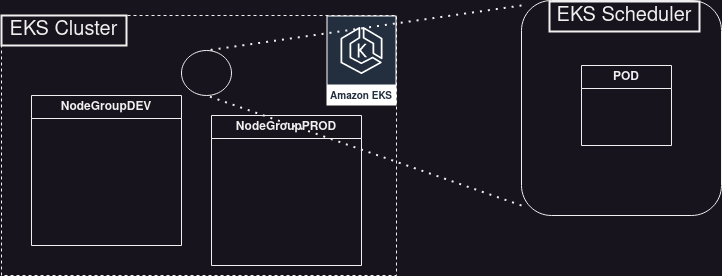 EKS Cluster
EKS Scheduler
POD
Amazon EKS
NodeGroupDEV
NodeGroupPROD